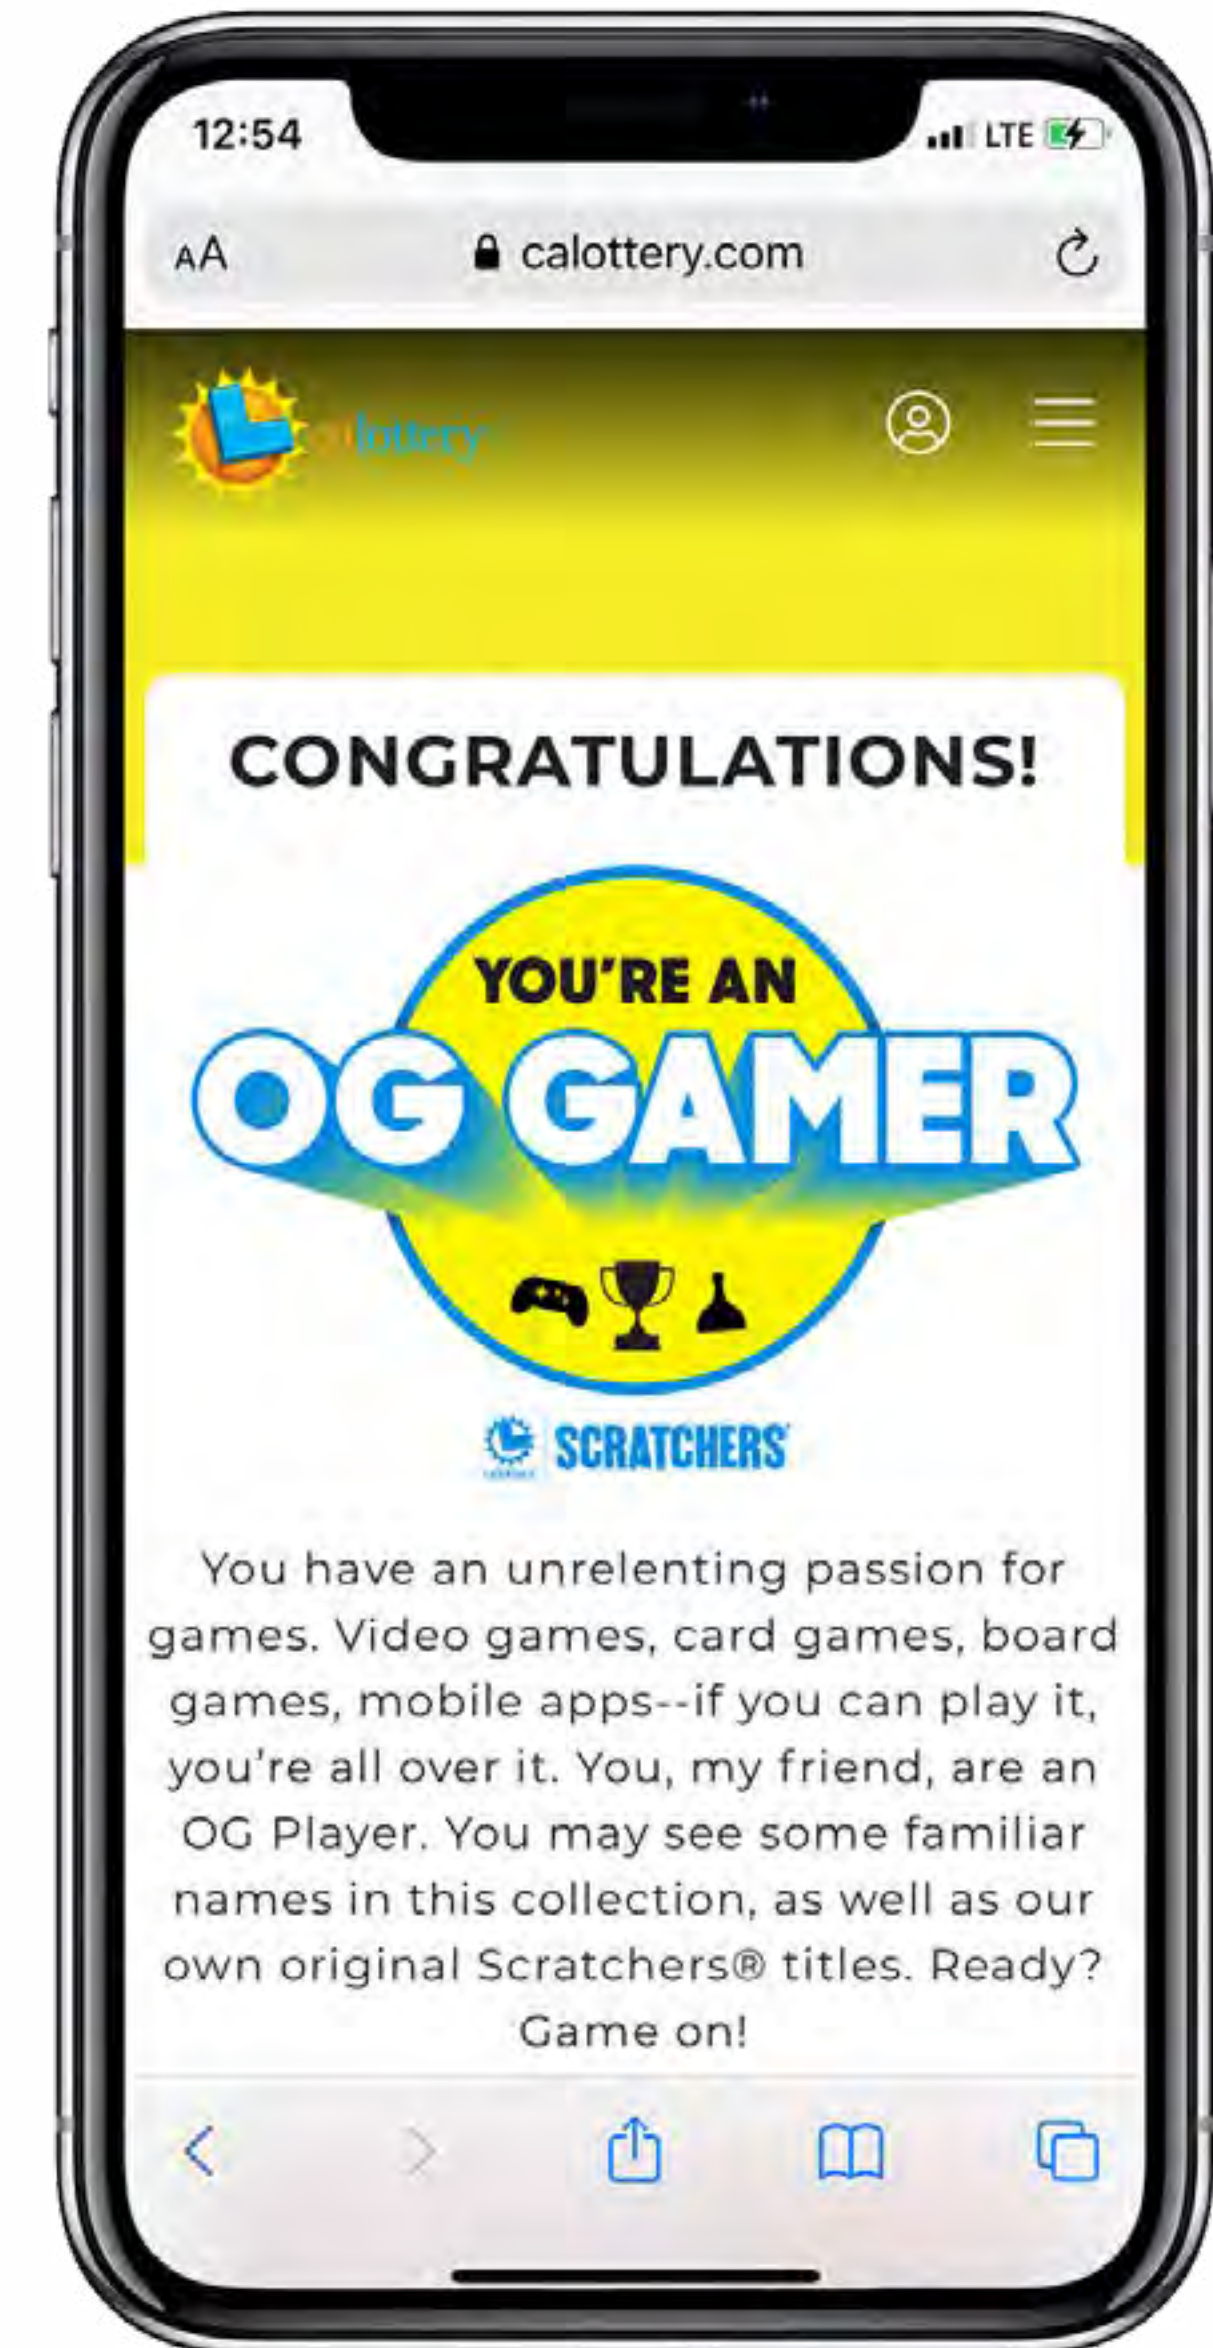 12:54
LTE
AA
calottery.com
lottery
CONGRATULATIONS!
YOU'RE AN
OG GAMER
SCRATCHERS®
You have an unrelenting passion for
games. Video games, card games, board
games, mobile apps--if you can play it,
you're all over it. You, my friend, are an
OG Player. You may see some familiar
names in this collection, as well as our
own original Scratchers® titles. Ready?
Game on!